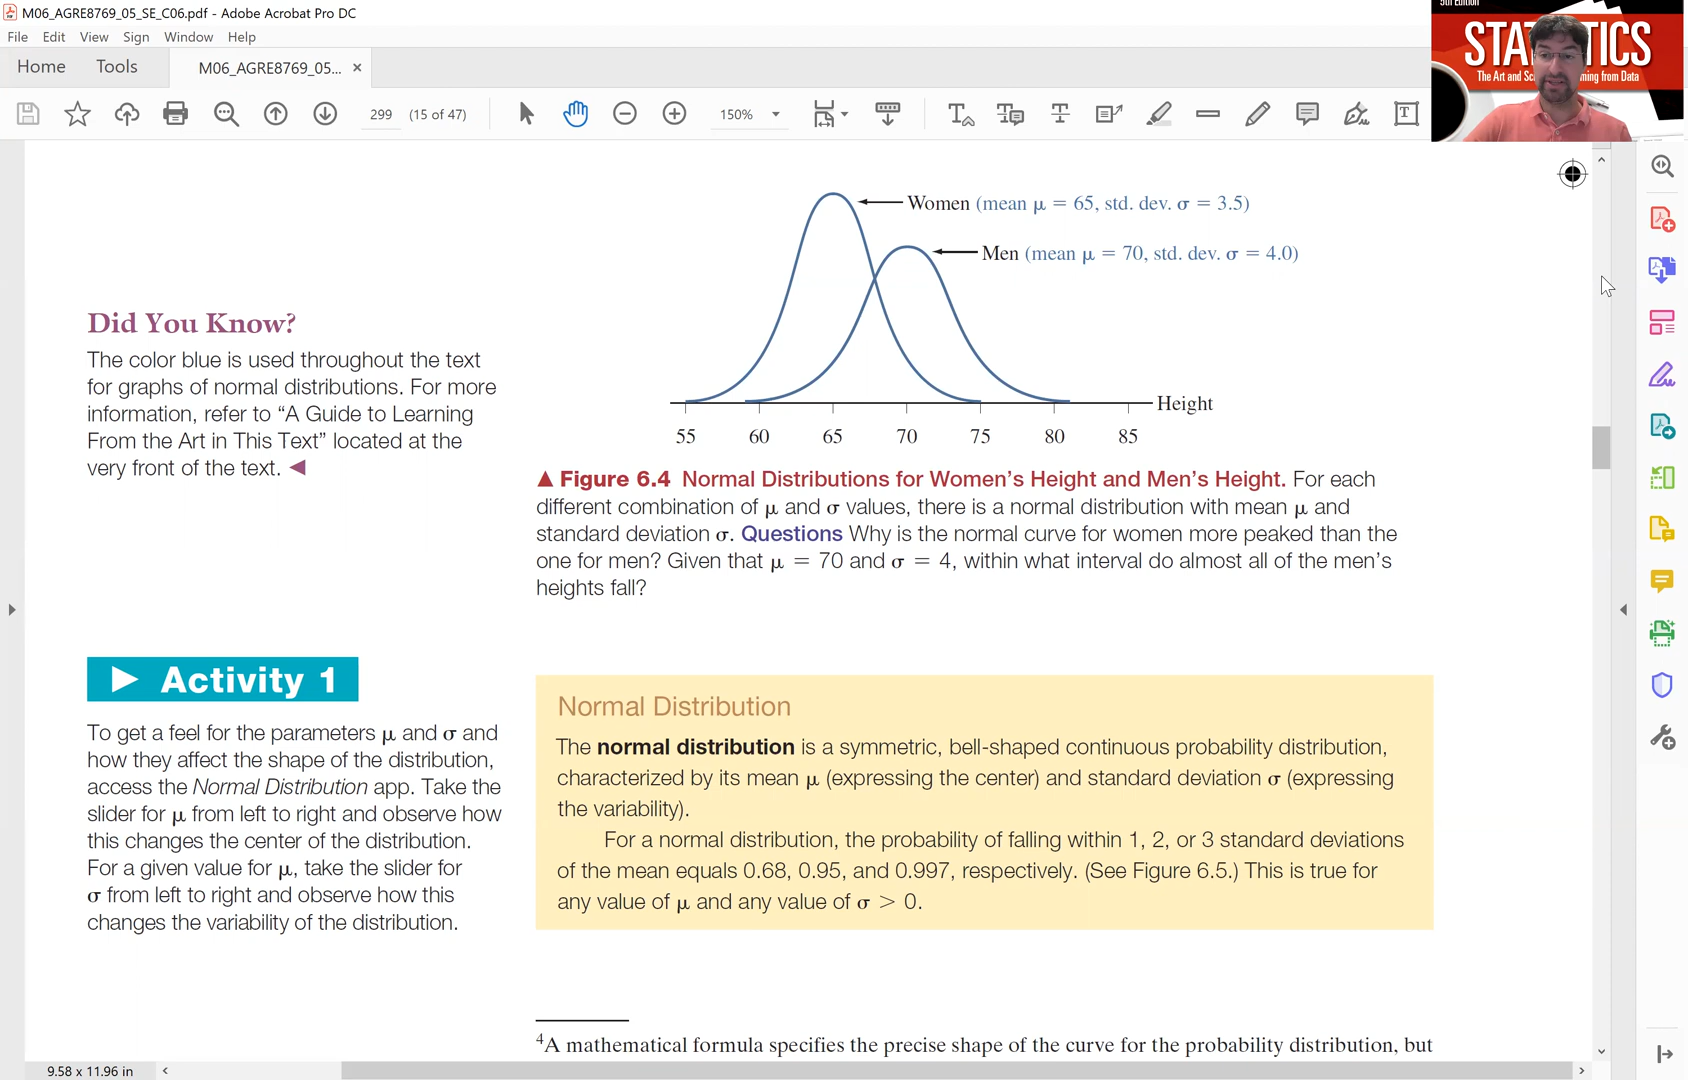 M06_AGRE8769_05_SE_C06.pdf - Adobe Acrobat Pro DC
File Edit View Sign Window Help
Home Tools M06_AGRE8769_05... ×
299 (15 of 47) 150%
5th Edition
STATISTICS
The Art and Sc ming from Data
Women (mean μ = 65, std. dev. σ = 3.5)
Men (mean μ = 70, std. dev. σ = 4.0)
Height
55 60 65 70 75 80 85
Did You Know?
The color blue is used throughout the text
for graphs of normal distributions. For more
information, refer to “A Guide to Learning
From the Art in This Text” located at the
very front of the text. ◀
▲ Figure 6.4 Normal Distributions for Women’s Height and Men’s Height. For each
different combination of μ and σ values, there is a normal distribution with mean μ and
standard deviation σ. Questions Why is the normal curve for women more peaked than the
one for men? Given that μ = 70 and σ = 4, within what interval do almost all of the men’s
heights fall?
▶ Activity 1
To get a feel for the parameters μ and σ and
how they affect the shape of the distribution,
access the Normal Distribution app. Take the
slider for μ from left to right and observe how
this changes the center of the distribution.
For a given value for μ, take the slider for
σ from left to right and observe how this
changes the variability of the distribution.
Normal Distribution
The normal distribution is a symmetric, bell-shaped continuous probability distribution,
characterized by its mean μ (expressing the center) and standard deviation σ (expressing
the variability).
For a normal distribution, the probability of falling within 1, 2, or 3 standard deviations
of the mean equals 0.68, 0.95, and 0.997, respectively. (See Figure 6.5.) This is true for
any value of μ and any value of σ > 0.
4A mathematical formula specifies the precise shape of the curve for the probability distribution, but
9.58 x 11.96 in